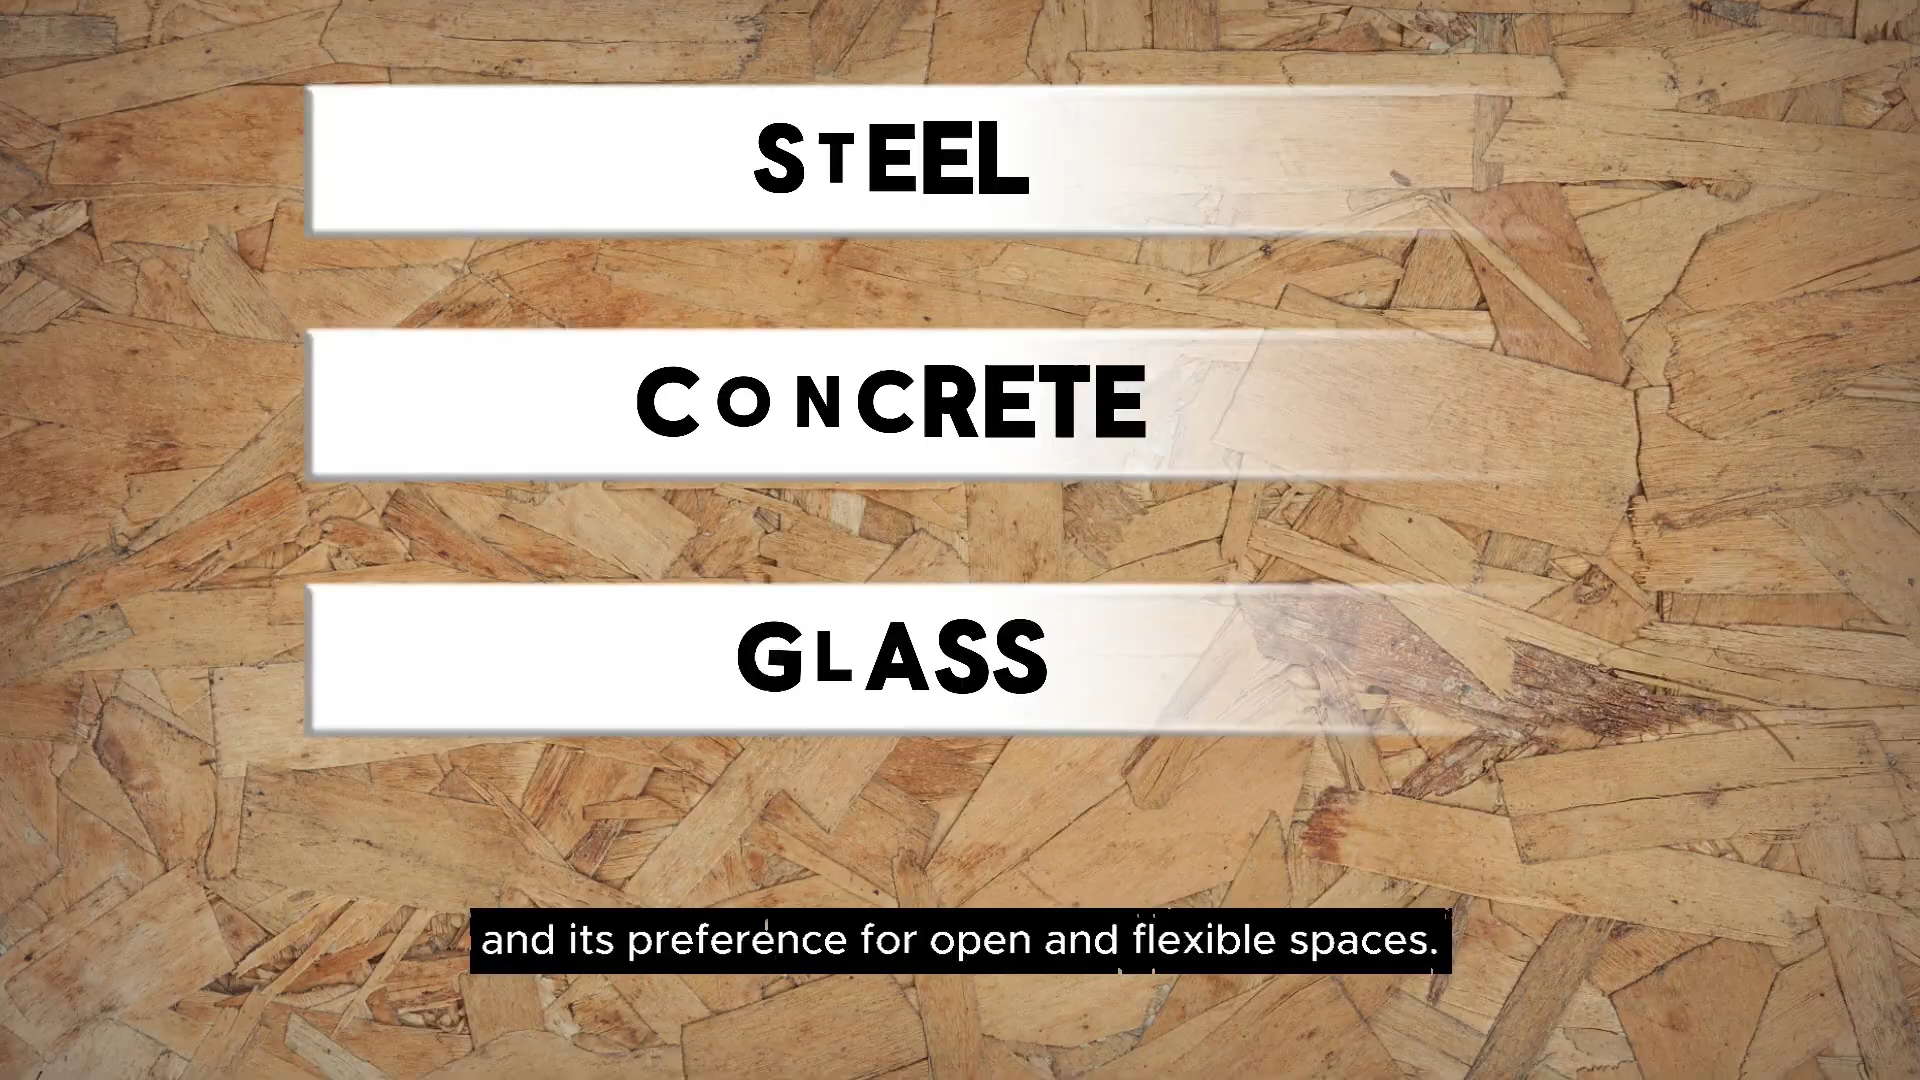 STEEL
CONCRETE
GLASS
and its preference for open and flexible spaces.